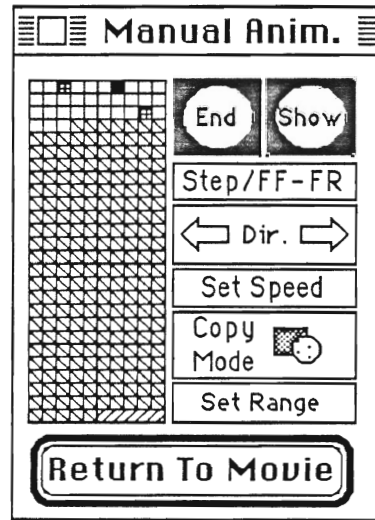 Manual Anim.
End Show
Step/FF-FR
Dir.
Set Speed
Copy
Mode
Set Range
Return To Movie